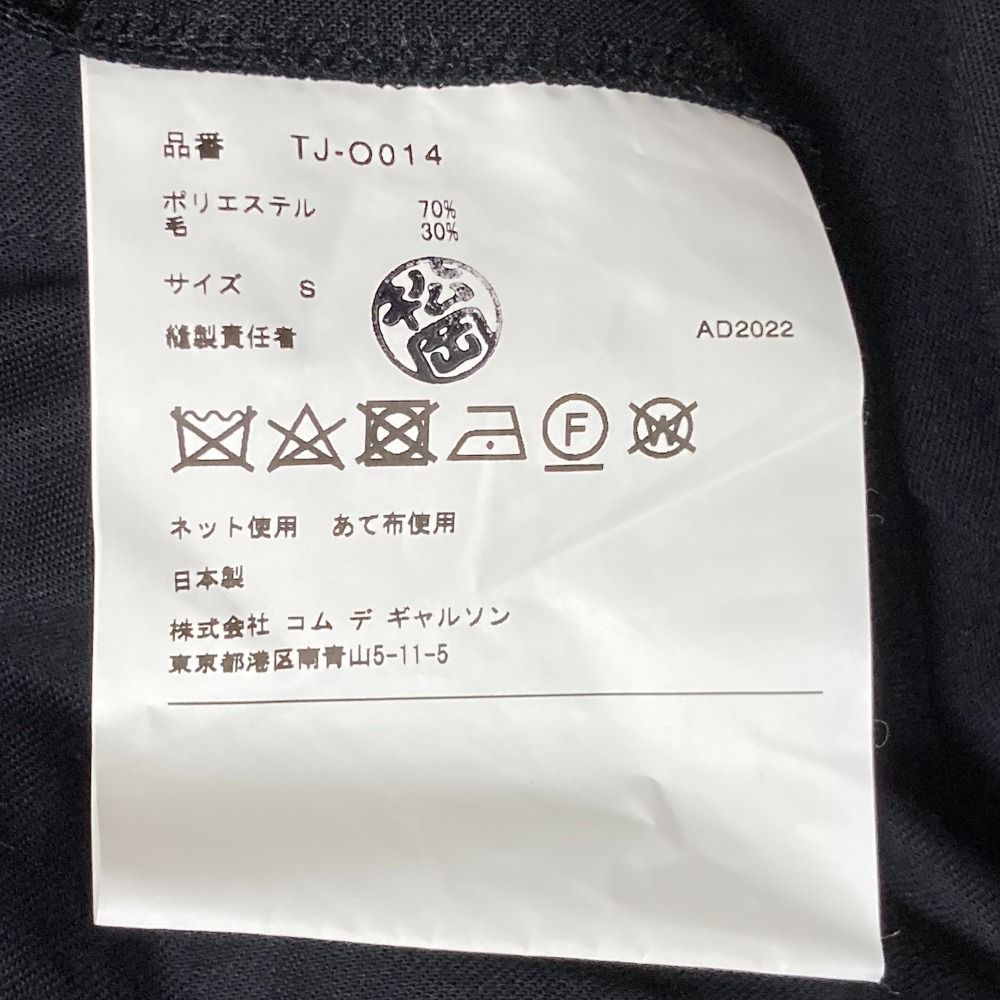 品番 TJ-O014
ポリエステル 70%
毛 30%
サイズ S
松岡
縫製責任者
AD2022
F
W
ネット使用 あて布使用
日本製
株式会社 コム デ ギャルソン
東京都港区南青山5-11-5